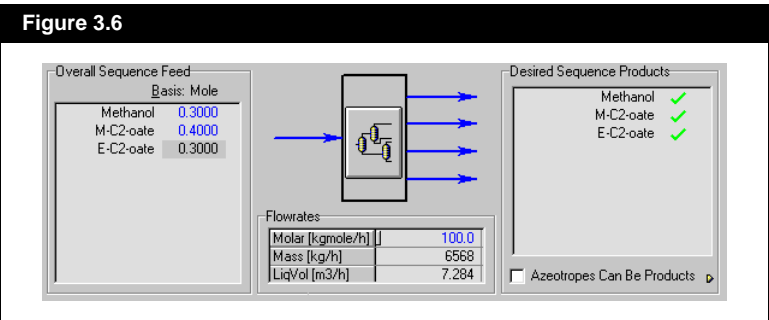 Figure 3.6
Overall Sequence Feed
Basis: Mole
Methanol 0.3000
M-C2-oate 0.4000
E-C2-oate 0.3000
Flowrates
Molar [kgmole/h] 100.0
Mass [kg/h] 6568
LiqVol [m3/h] 7.284
Desired Sequence Products
Methanol
M-C2-oate
E-C2-oate
Azeotropes Can Be Products